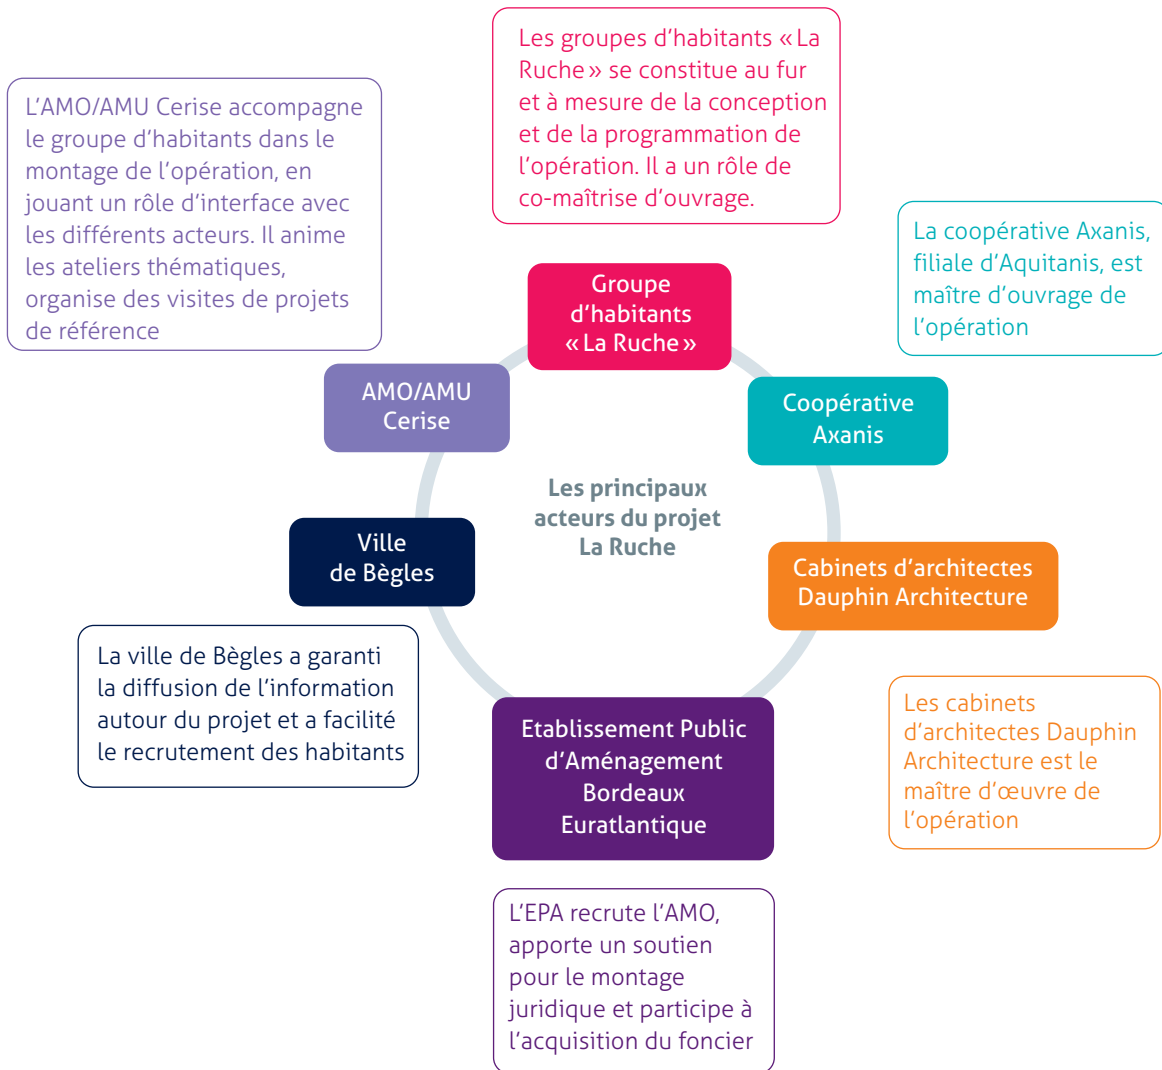 Les groupes d’habitants « La
Ruche » se constitue au fur
et à mesure de la conception
et de la programmation de
l’opération. Il a un rôle de
co-maîtrise d’ouvrage.
L’AMO/AMU Cerise accompagne
le groupe d’habitants dans le
montage de l’opération, en
jouant un rôle d’interface avec
les différents acteurs. Il anime
les ateliers thématiques,
organise des visites de projets
de référence
La coopérative Axanis,
filiale d’Aquitanis, est
maître d’ouvrage de
l’opération
Groupe
d’habitants
« La Ruche »
AMO/AMU
Cerise
Coopérative
Axanis
Les principaux
acteurs du projet
La Ruche
Ville
de Bègles
Cabinets d’architectes
Dauphin Architecture
La ville de Bègles a garanti
la diffusion de l’information
autour du projet et a facilité
le recrutement des habitants
Les cabinets
d’architectes Dauphin
Architecture est le
maître d’œuvre de
l’opération
Etablissement Public
d’Aménagement
Bordeaux
Euratlantique
L’EPA recrute l’AMO,
apporte un soutien
pour le montage
juridique et participe à
l’acquisition du foncier